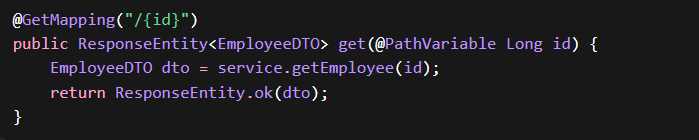 @GetMapping("/{id}")
public ResponseEntity<EmployeeDTO> get(@PathVariable Long id) {
    EmployeeDTO dto = service.getEmployee(id);
    return ResponseEntity.ok(dto);
}